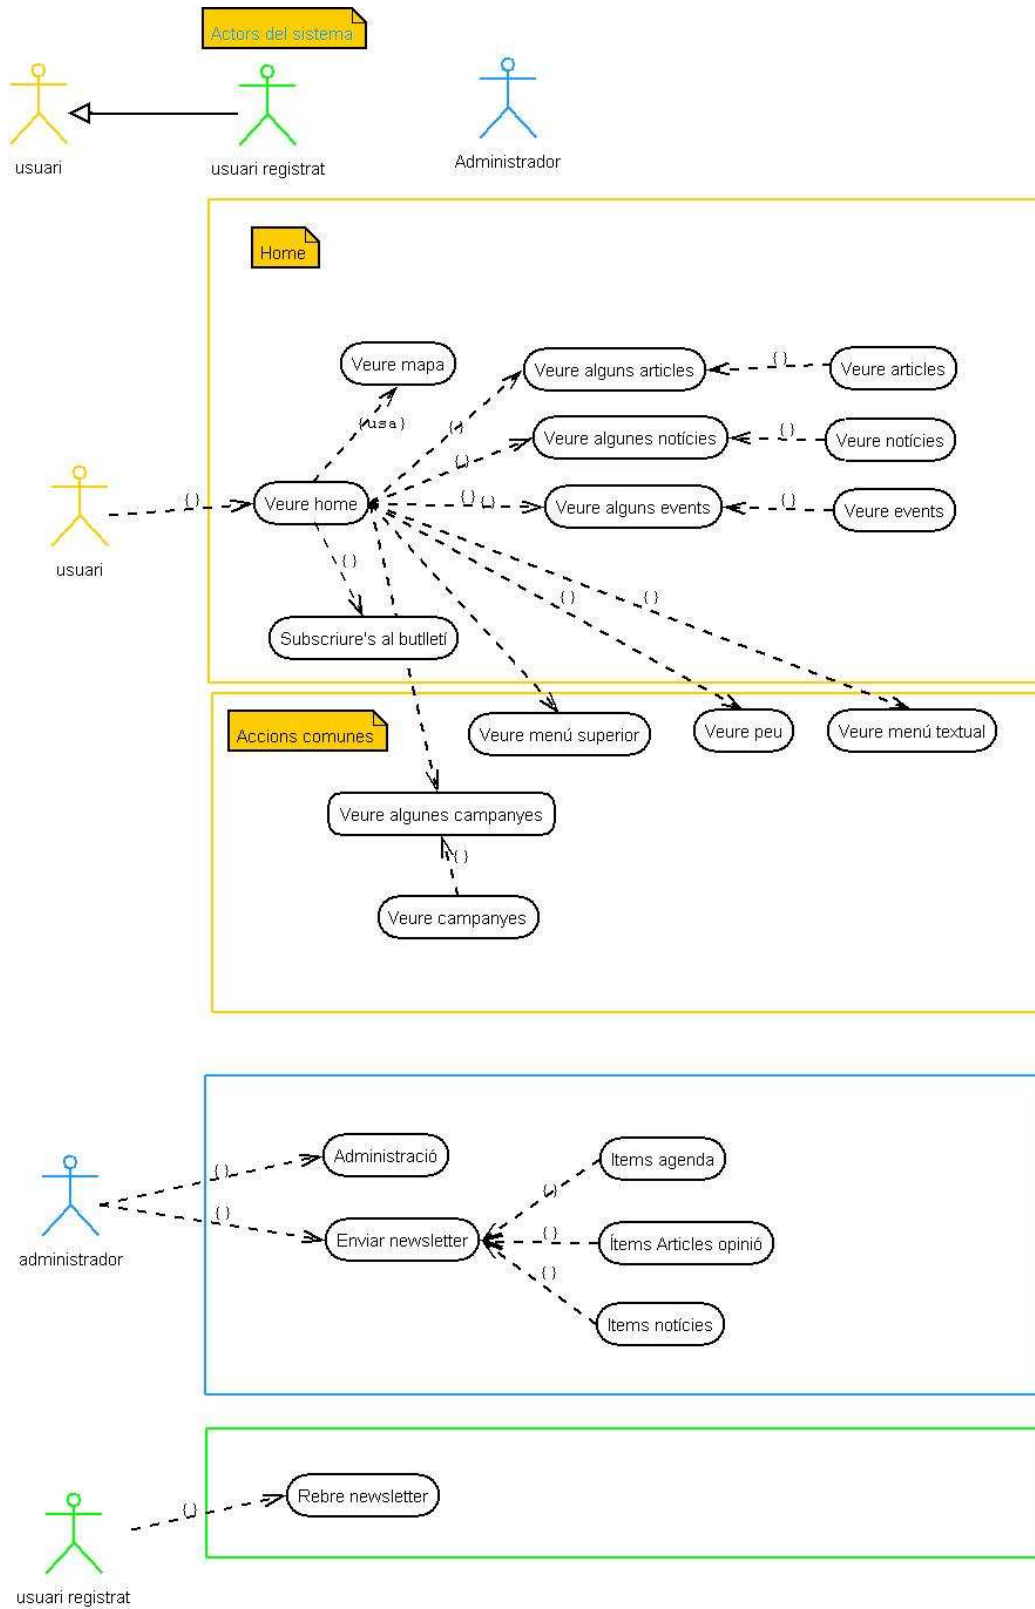 Actors del sistema
usuari
usuari registrat
Administrador
Home
Veure mapa
Veure alguns articles
{}
Veure articles
{usa}
{}
Veure algunes notícies
{}
Veure notícies
{}
usuari
{}
Veure home
{}
{}
Veure alguns events
{}
Veure events
{}
{}
{}
Subscriure's al butlletí
Accions comunes
Veure menú superior
Veure peu
Veure menú textual
Veure algunes campanyes
{}
Veure campanyes
administrador
{}
Administració
{}
Enviar newsletter
Items agenda
{}
{}
Ítems Articles opinió
{}
Items notícies
usuari registrat
{}
Rebre newsletter